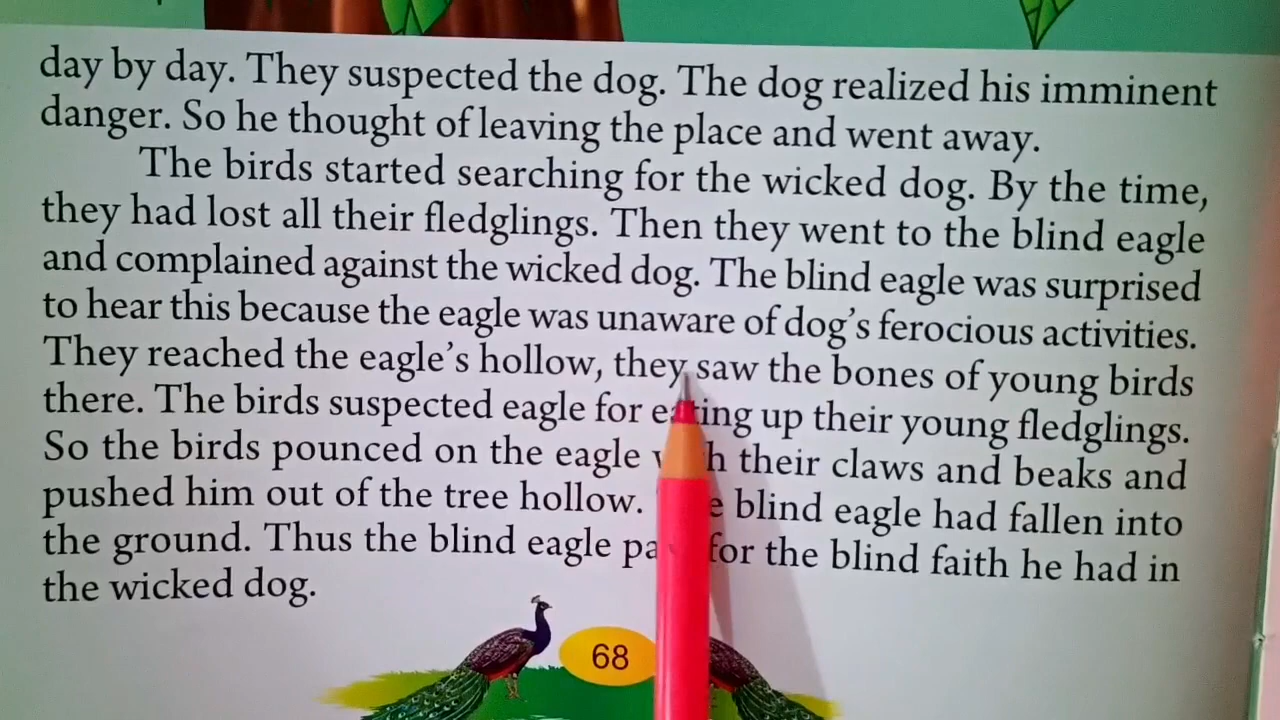 day by day. They suspected the dog. The dog realized his imminent
danger. So he thought of leaving the place and went away.
The birds started searching for the wicked dog. By the time,
they had lost all their fledglings. Then they went to the blind eagle
and complained against the wicked dog. The blind eagle was surprised
to hear this because the eagle was unaware of dog's ferocious activities.
They reached the eagle's hollow, they saw the bones of young birds
there. The birds suspected eagle for eating up their young fledglings.
So the birds pounced on the eagle with their claws and beaks and
pushed him out of the tree hollow. The blind eagle had fallen into
the ground. Thus the blind eagle paid for the blind faith he had in
the wicked dog.
68